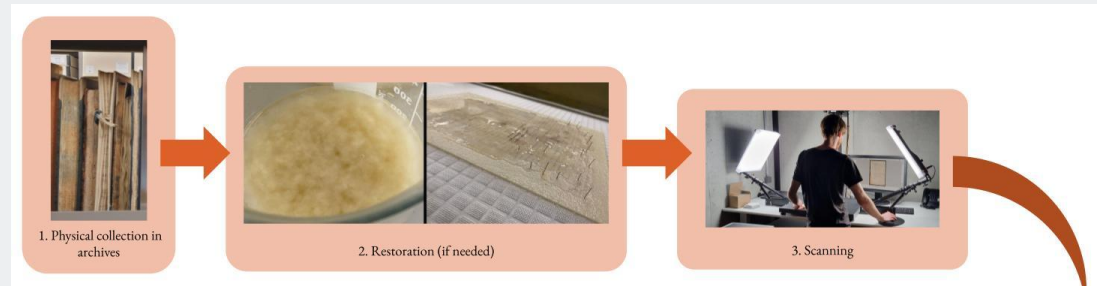 1. Physical collection in
archives
2. Restoration (if needed)
3. Scanning